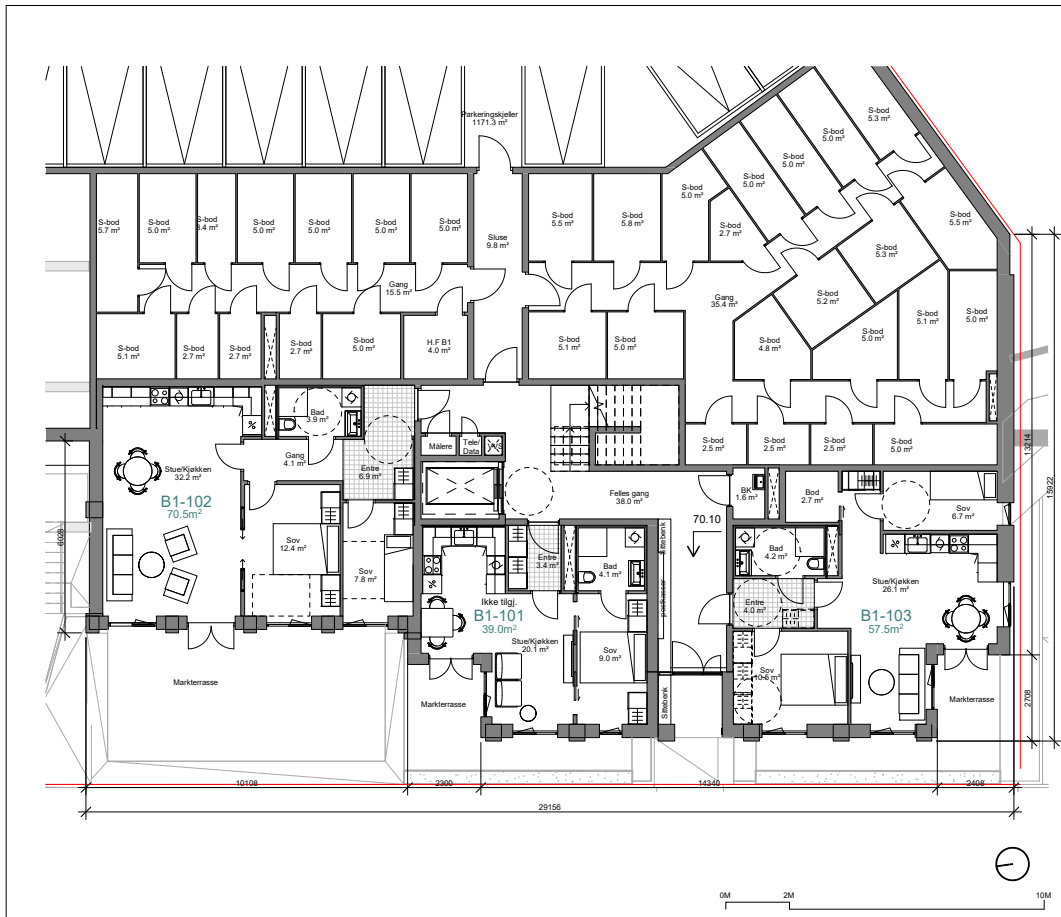 Parkeringskjeller
1171.3 m²
S-bod
5.3 m²
S-bod
5.0 m²
S-bod
5.0 m²
S-bod
5.0 m²
S-bod
5.0 m²
S-bod
5.5 m²
S-bod
5.7 m²
S-bod
5.0 m²
S-bod
S-bod
5.0 m²
S-bod
5.0 m²
S-bod
5.0 m²
S-bod
5.0 m²
Sluse
9.8 m²
S-bod
5.5 m²
S-bod
5.8 m²
S-bod
2.7 m²
S-bod
5.3 m²
S-bod
5.2 m²
Gang
15.5 m²
Gang
35.4 m²
S-bod
5.1 m²
S-bod
2.7 m²
S-bod
2.7 m²
S-bod
2.7 m²
S-bod
5.0 m²
H.F B1
4.0 m²
S-bod
5.1 m²
S-bod
5.0 m²
S-bod
4.8 m²
S-bod
5.0 m²
S-bod
5.1 m²
S-bod
5.0 m²
S-bod
2.5 m²
S-bod
2.5 m²
S-bod
2.5 m²
S-bod
5.0 m²
Bad
3.9 m²
Gang
4.1 m²
Entre
6.9 m²
Målere
Tele/
Data
V/S
Stue/Kjøkken
32.2 m²
B1-102
70.5m²
Sov
12.4 m²
Sov
7.8 m²
Felles gang
38.0 m²
BK
1.6 m²
Bod
2.7 m²
Sov
6.7 m²
70.10
Sittebenk
postkasser
Entre
3.4 m²
Bad
4.1 m²
Ikke tilgj.
B1-101
39.0m²
Stue/Kjøkken
20.1 m²
Sov
9.0 m²
Bad
4.2 m²
Entre
4.0 m²
Stue/Kjøkken
26.1 m²
B1-103
57.5m²
Sov
10.5 m²
Sittebenk
Markterrasse
Markterrasse
Markterrasse
6028
13214
15922
2708
10108
2300
14340
2408
29156
0M
2M
10M